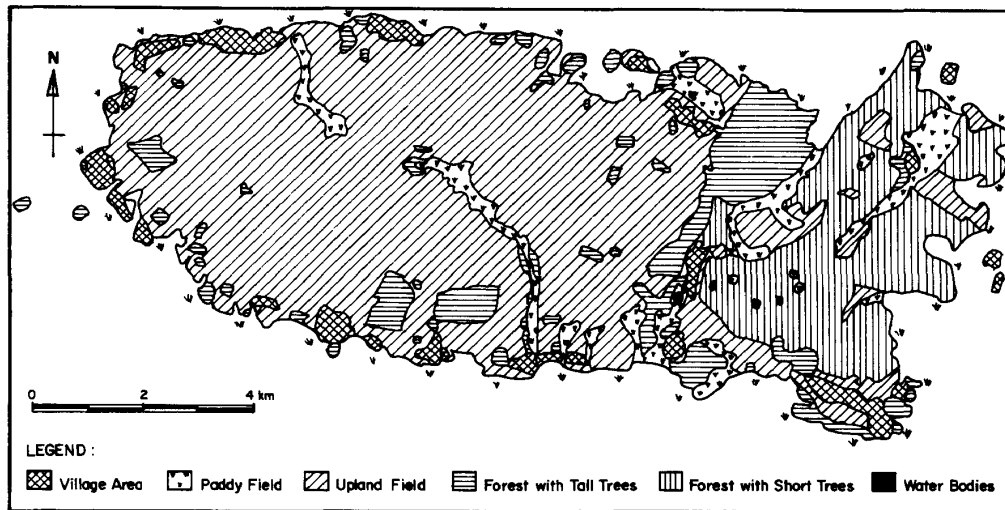 N
0 2 4 km
LEGEND :
Village Area Paddy Field Upland Field Forest with Tall Trees Forest with Short Trees Water Bodies